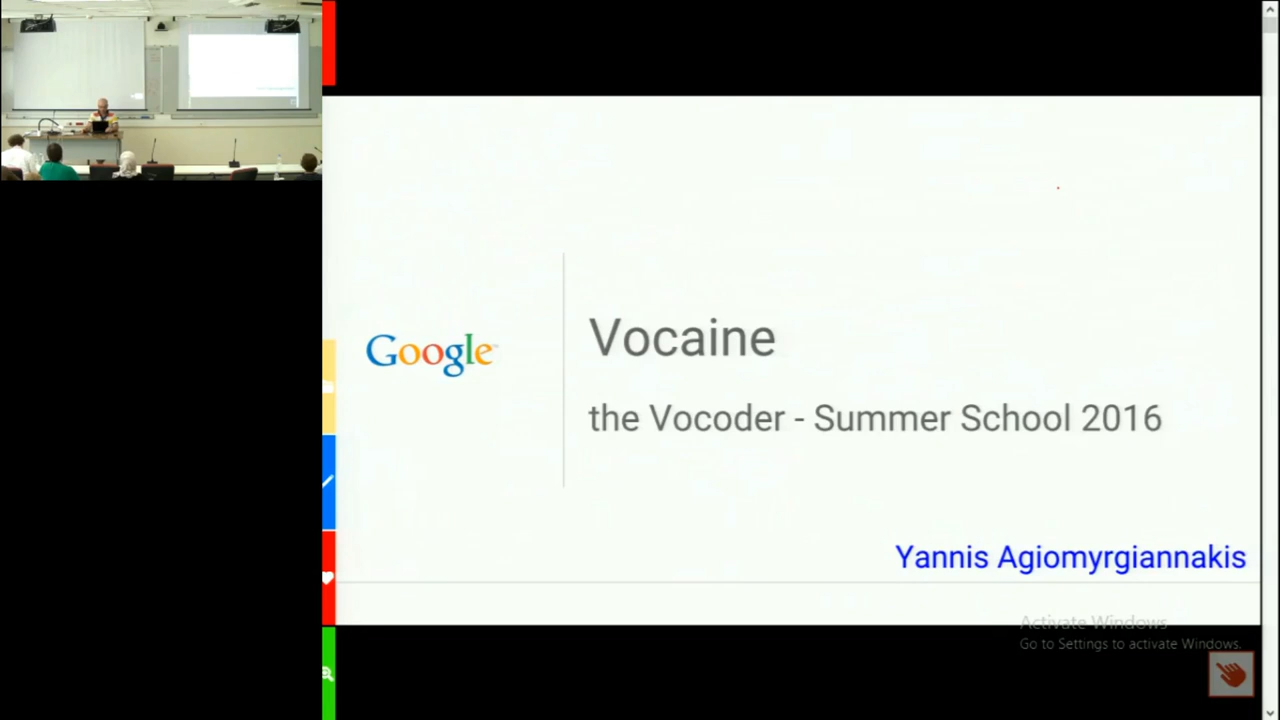 Google
Vocaine
the Vocoder - Summer School 2016
Yannis Agiomyrgiannakis
Activate Windows
Go to Settings to activate Windows.